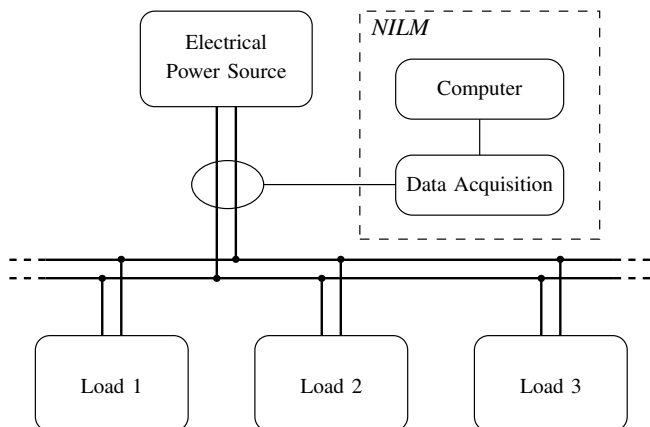 Electrical
Power Source
NILM
Computer
Data Acquisition
Load 1
Load 2
Load 3